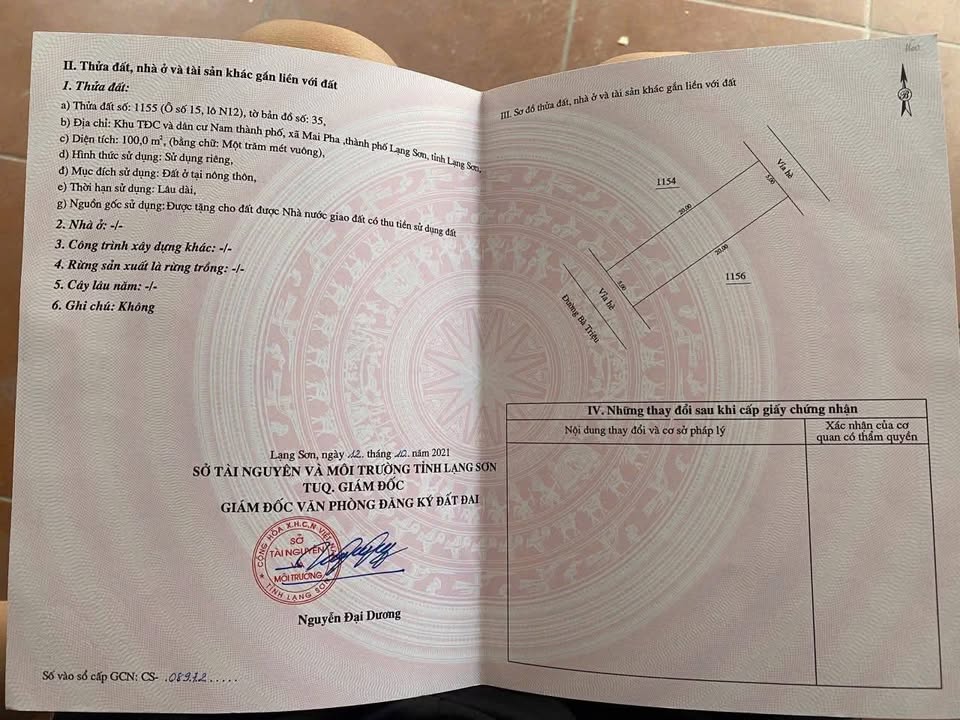 II. Thửa đất, nhà ở và tài sản khác gắn liền với đất
1. Thửa đất:
a) Thửa đất số: 1155 (Ô số 15, lô N12), tờ bản đồ số: 35,
b) Địa chỉ: Khu TĐC và dân cư Nam thành phố, xã Mai Pha ,thành phố Lạng Sơn, tỉnh Lạng Sơn,
c) Diện tích: 100,0 m², (bằng chữ: Một trăm mét vuông),
d) Hình thức sử dụng: Sử dụng riêng,
đ) Mục đích sử dụng: Đất ở tại nông thôn,
e) Thời hạn sử dụng: Lâu dài,
g) Nguồn gốc sử dụng: Được tặng cho đất được Nhà nước giao đất có thu tiền sử dụng đất
2. Nhà ở: -/-
3. Công trình xây dựng khác: -/-
4. Rừng sản xuất là rừng trồng: -/-
5. Cây lâu năm: -/-
6. Ghi chú: Không
Lạng Sơn, ngày 12 tháng 10 năm 2021
SỞ TÀI NGUYÊN VÀ MÔI TRƯỜNG TỈNH LẠNG SƠN
TUQ. GIÁM ĐỐC
GIÁM ĐỐC VĂN PHÒNG ĐĂNG KÝ ĐẤT ĐAI
CỘNG HÒA X.H.C.N VIỆT NAM
SỞ
TÀI NGUYÊN
VÀ
MÔI TRƯỜNG
TỈNH LẠNG SƠN
Nguyễn Đại Dương
Số vào sổ cấp GCN: CS- .08972.....
III. Sơ đồ thửa đất, nhà ở và tài sản khác gắn liền với đất
B
Vỉa hè
1154
5.00
20.00
20.00
1156
5.00
Vỉa hè
Đường Bà Triệu
IV. Những thay đổi sau khi cấp giấy chứng nhận
Nội dung thay đổi và cơ sở pháp lý
Xác nhận của cơ
quan có thẩm quyền